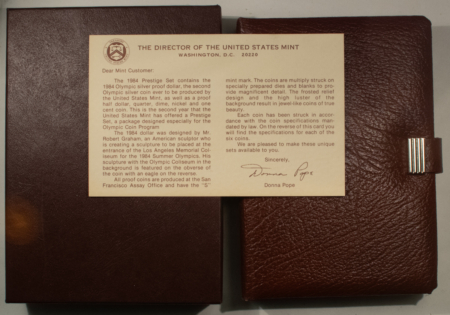 THE DIRECTOR OF THE UNITED STATES MINT
WASHINGTON, D.C. 20220
Dear Mint Customer:
The 1984 Prestige Set contains the
1984 Olympic silver proof dollar, the second
Olympic silver coin ever to be produced by
the United States Mint, as well as a proof
half dollar, quarter, dime, nickel and one
cent coin. This is the second year that the
United States Mint has offered a Prestige
Set, a package designed especially for the
Olympic Coin Program.
The 1984 dollar was designed by Mr.
Robert Graham, an American sculptor who
is creating a sculpture to be placed at the
entrance of the Los Angeles Memorial Col-
iseum for the 1984 Summer Olympics. His
sculpture with the Olympic Coliseum in the
background is featured on the obverse of
the coin with an eagle on the reverse.
All proof coins are produced at the San
Francisco Assay Office and have the "S"
mint mark. The coins are multiply struck on
specially prepared dies and blanks to pro-
vide magnificent detail. The frosted relief
design and the high luster of the
background result in jewel-like coins of true
beauty.
Each coin has been struck in accor-
dance with the coin specifications man-
dated by law. On the reverse of this card you
will find the specifications for each of the
six coins.
We are pleased to make these unique
sets available to you.
Sincerely,
Donna Pope
Donna Pope